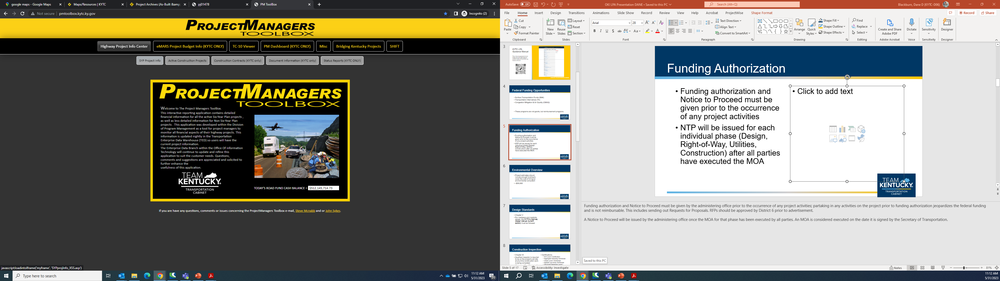 google maps - Google Maps
Maps/Resources | KYTC
Project Archives (As-Built &amp;
pj01478
PM ToolBox
Not secure | pmtoolbox.kytc.ky.gov
Incognito (2)
PROJECTMANAGERS
TOOLBOX
Highway Project Info Center
eMARS Project Budget Info (KYTC ONLY)
TC-10 Viewer
PM Dashboard (KYTC ONLY)
Misc
Bridging Kentucky Projects
SHIFT
SYP Project Info
Active Construction Projects
Construction Contracts (KYTC only)
Document Information (KYTC only)
Status Reports (KYTC ONLY)
PROJECTMANAGERS
TOOLBOX
Welcome to The Project Managers ToolBox.
This interactive reporting application contains detailed
financial information for all the active Six-Year Plan projects ,
as well as less detailed information for Non Six-Year Plan
projects . This application was developed within the Division
of Program Management as a tool for project managers to
monitor all financial aspects of their highway projects. This
information is updated nightly in the Transportation
Enterprise Data Warehouse (TED) so users will have the
current project information.
The Enterprise Data Branch within the Office Of information
Technology will continue to update and refine this
application to suit the customer needs. Questions,
comments and suggestions are appreciated and solicited to
further enhance the
usefulness of this application.
TEAM
KENTUCKY
TRANSPORTATION
CABINET
TODAY'S ROAD FUND CASH BALANCE = $512,145,714.73
If you are have any questions, comments or issues concerning the ProjectManagers Toolbox e-mail, Steve Mcnabb and or John Sykes.
javascript:loadintoIframe('myframe', 'SYPprojInfo_XSS.asp')
Type here to search
11:12 AM
5/31/2023
20
AutoSave Off
OKI LPA Presentation DANE • Saved to this PC
Search (Alt+Q)
Blackburn, Dane D (KYTC-D06)
File Home Insert Design Transitions Animations Slide Show Record Review View Help Acrobat ProjectWise Shape Format
Record Share
Paste
Cut
Copy
Format Painter
Clipboard
New
Slide
Reuse
Slides
Layout
Reset
Section
Slides
Arial 28
Font
Text Direction
Align Text
Convert to SmartArt
Paragraph
Arrange
Quick
Styles
Shape Fill
Shape Outline
Shape Effects
Drawing
Find
Replace
Select
Editing
Create and Share
Adobe PDF
Adobe Acrobat
Dictate
Voice
Sensitivity
Sensitivity
Designer
Designer
3
KYTC LPA
Guidance Manual
4
Federal Funding Opportunities
• Surface Transportation Funds (SNK)
• Transportation Alternatives (TA)
• Congestion Mitigation & Air Quality (CMAQ)
• These programs are not grants, but reimbursement programs
5
Funding Authorization
• Funding authorization and
Notice to Proceed must be
given prior to the occurrence
of any project activities
• NTP will be issued for each
individual phase (Design,
Right-of-Way, Utilities,
Construction) after all parties
have executed the MOA
6
Environmental Overview
• Project estimates should
include enough funding to
cover the cost of hiring an
environmental consultant
• ~$30,000
7
Design Standards
• Chapter V
• For roadways and roadside
design, the KYTC's Highway
Design Manual (current
edition) must be followed
8
Construction Inspection
• Chapter IX
• Qualified inspector is required
to be on the project's job site
at any time construction work
is being completed
• Certifications
• ACI Level I Certification
• Aggregate Sampling Technician
• Grade Level I Technician
• Asphalt Lay-Down Technician
• Structural Inspection Level I
Funding Authorization
• Funding authorization and
Notice to Proceed must be
given prior to the occurrence
of any project activities
• NTP will be issued for each
individual phase (Design,
Right-of-Way, Utilities,
Construction) after all parties
have executed the MOA
• Click to add text
TEAM
KENTUCKY
TRANSPORTATION
CABINET
Funding authorization and Notice to Proceed must be given by the administering office prior to the occurrence of any project activities; partaking in any activities on the project prior to funding authorization jeopardizes the federal funding
and is not reimbursable. This includes sending out Requests for Proposals. RFPs should be approved by District 6 prior to advertisement.
A Notice to Proceed will be issued by the administering office once the MOA for that phase has been executed by all parties. An MOA is considered executed on the date it is signed by the Secretary of Transportation.
Saved to this PC
Slide 5 of 17
Accessibility: Investigate
Notes
81%
11:12 AM
5/31/2023